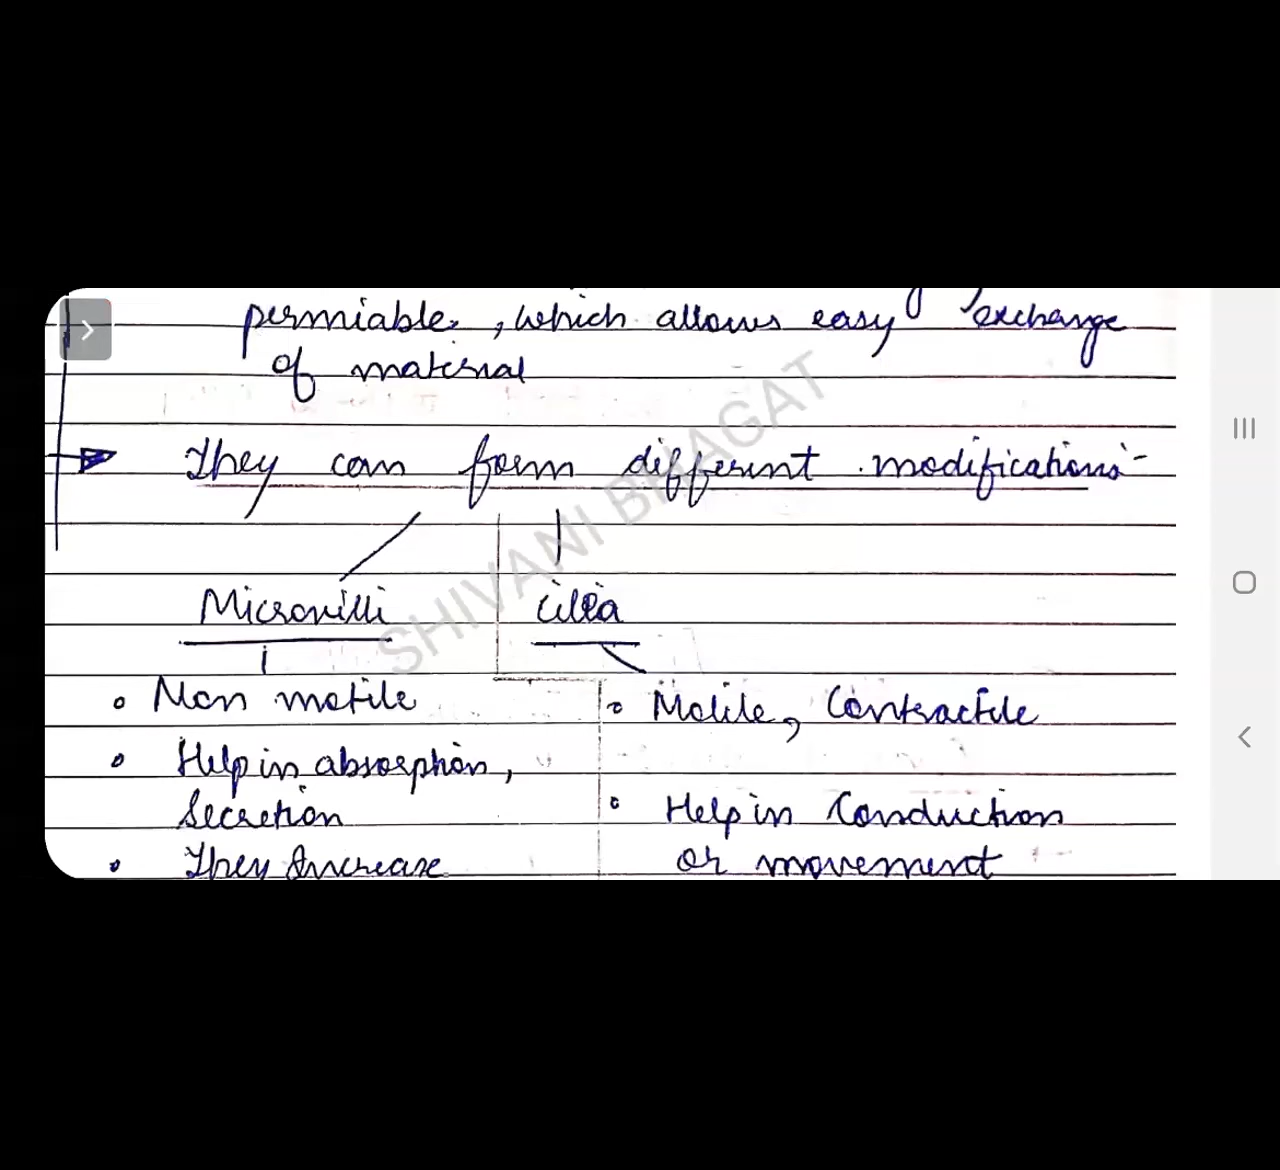 permiable, which allows easy exchange
of material
They can form different modifications -
Microvilli
Cilia
• Non motile
• Motile, Contractile
• Help in absorption,
Secretion
• Help in Conduction
or movement
• They Increase
SHIVANI BHAGAT